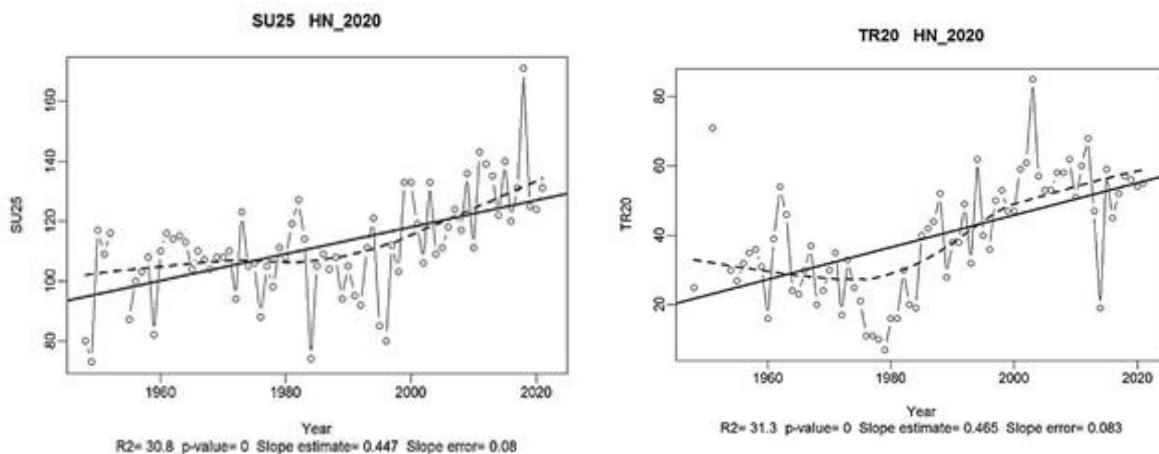 SU25 HN_2020
SU25
160
140
120
100
80
1960
1980
2000
2020
Year
R2= 30.8 p-value= 0 Slope estimate= 0.447 Slope error= 0.08
TR20 HN_2020
TR20
80
60
40
20
1960
1980
2000
2020
Year
R2= 31.3 p-value= 0 Slope estimate= 0.465 Slope error= 0.083